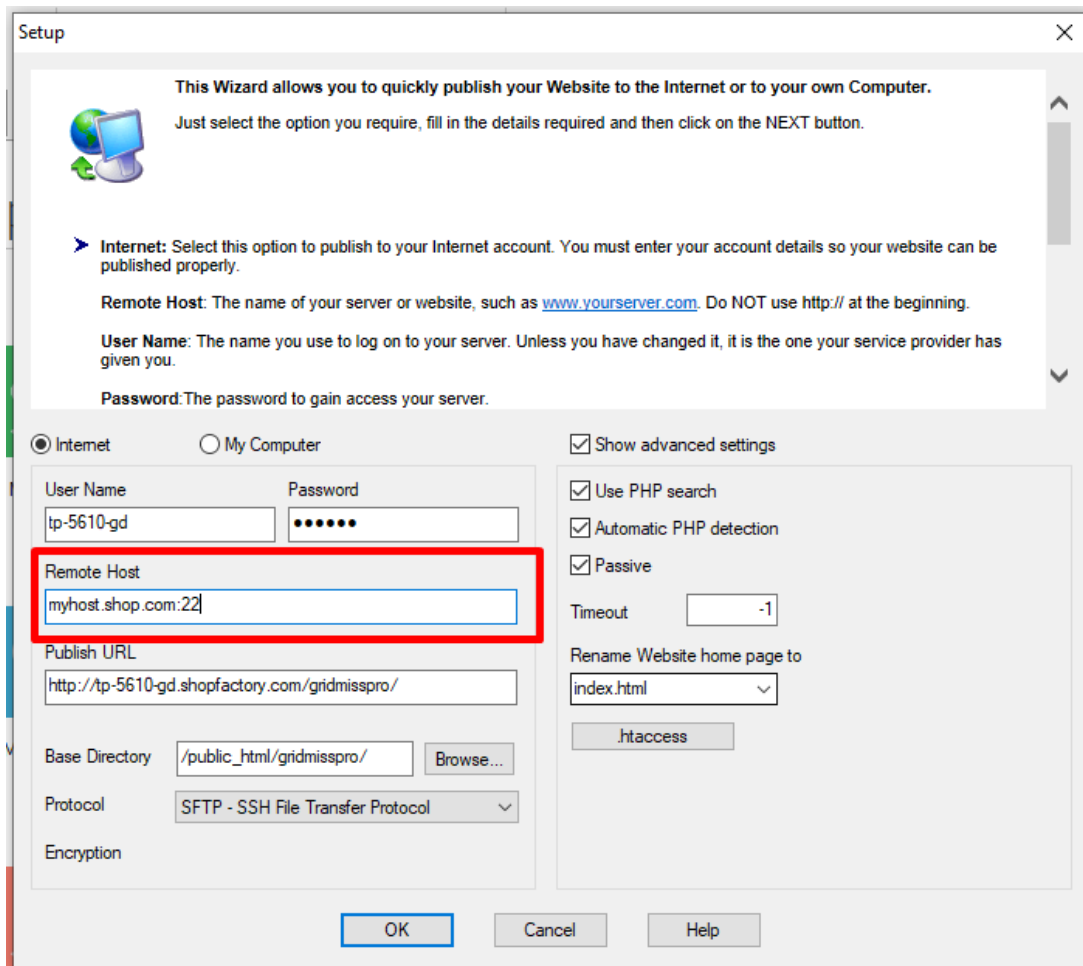 Setup
This Wizard allows you to quickly publish your Website to the Internet or to your own Computer.
Just select the option you require, fill in the details required and then click on the NEXT button.
Internet: Select this option to publish to your Internet account. You must enter your account details so your website can be
published properly.
Remote Host: The name of your server or website, such as www.yourserver.com. Do NOT use http:// at the beginning.
User Name: The name you use to log on to your server. Unless you have changed it, it is the one your service provider has
given you.
Password:The password to gain access your server.
Internet
My Computer
Show advanced settings
User Name
Password
tp-5610-gd
••••••
Remote Host
myhost.shop.com:22
Publish URL
http://tp-5610-gd.shopfactory.com/gridmisspro/
Base Directory
/public_html/gridmisspro/
Browse...
Protocol
SFTP - SSH File Transfer Protocol
Encryption
Use PHP search
Automatic PHP detection
Passive
Timeout
-1
Rename Website home page to
index.html
.htaccess
OK
Cancel
Help